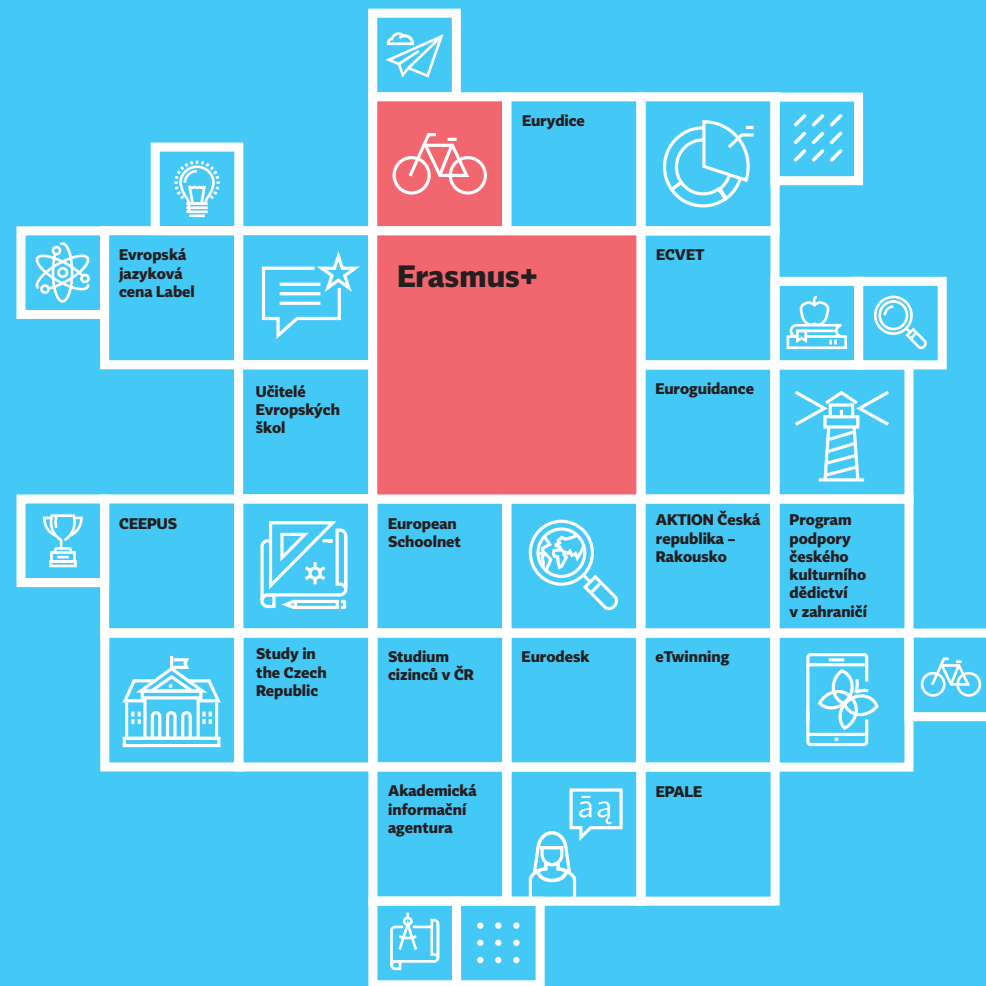 Eurydice
Evropská
jazyková
cena Label
Erasmus+
ECVET
Učitelé
Evropských
škol
Euroguidance
CEEPUS
European
Schoolnet
AKTION Česká
republika –
Rakousko
Program
podpory
českého
kulturního
dědictví
v zahraničí
Study in
the Czech
Republic
Studium
cizinců v ČR
Eurodesk
eTwinning
Akademická
informační
agentura
āą
EPALE